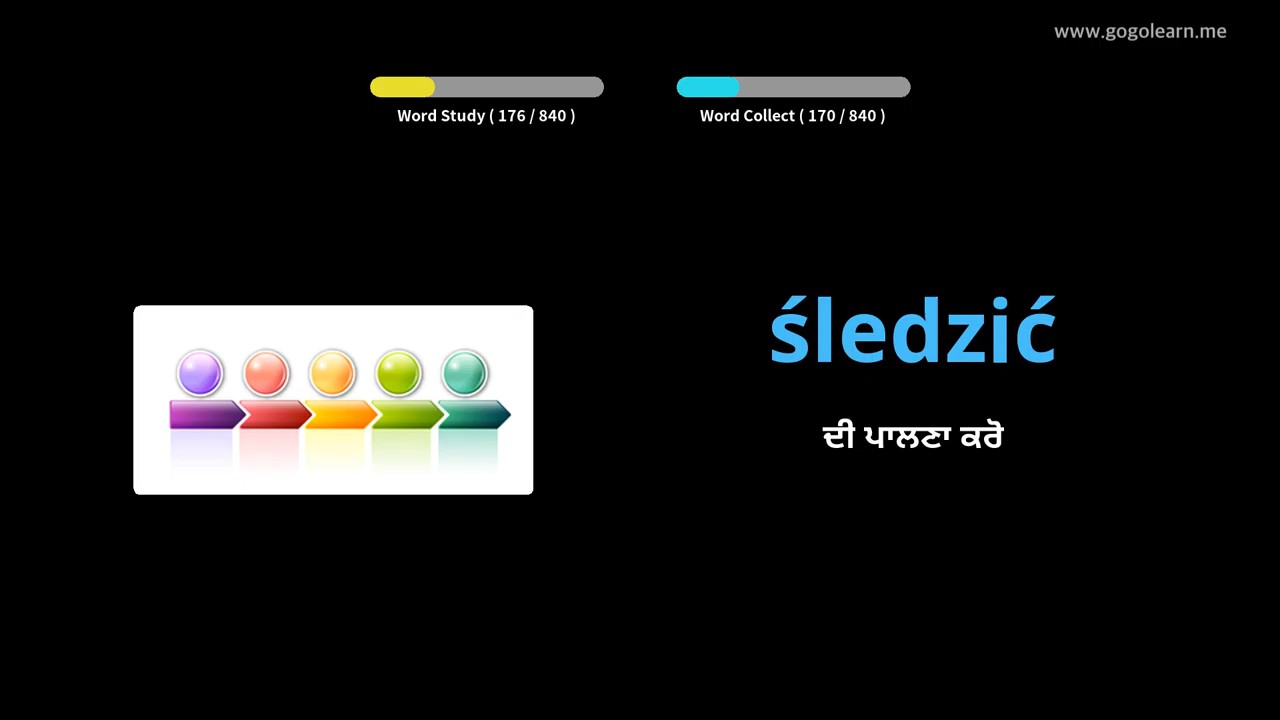 www.gogolearn.me
Word Study ( 176 / 840 )
Word Collect ( 170 / 840 )
śledzić
ਦੀ ਪਾਲਣਾ ਕਰੋ